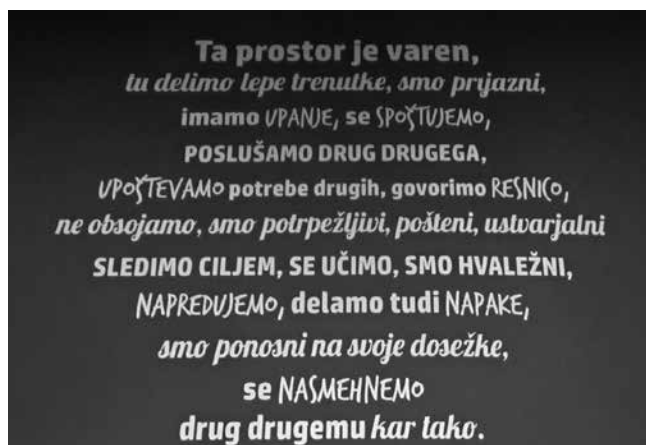 Ta prostor je varen,
tu delimo lepe trenutke, smo prijazni,
imamo UPANJE, se SPOŠTUJEMO,
POSLUŠAMO DRUG DRUGEGA,
UPOŠTEVAMO potrebe drugih, govorimo RESNICO,
ne obsojamo, smo potrpežljivi, pošteni, ustvarjalni
SLEDIMO CILJEM, SE UČIMO, SMO HVALEŽNI,
NAPREDUJEMO, delamo tudi NAPAKE,
smo ponosni na svoje dosežke,
se NASMEHNEMO
drug drugemu kar tako.